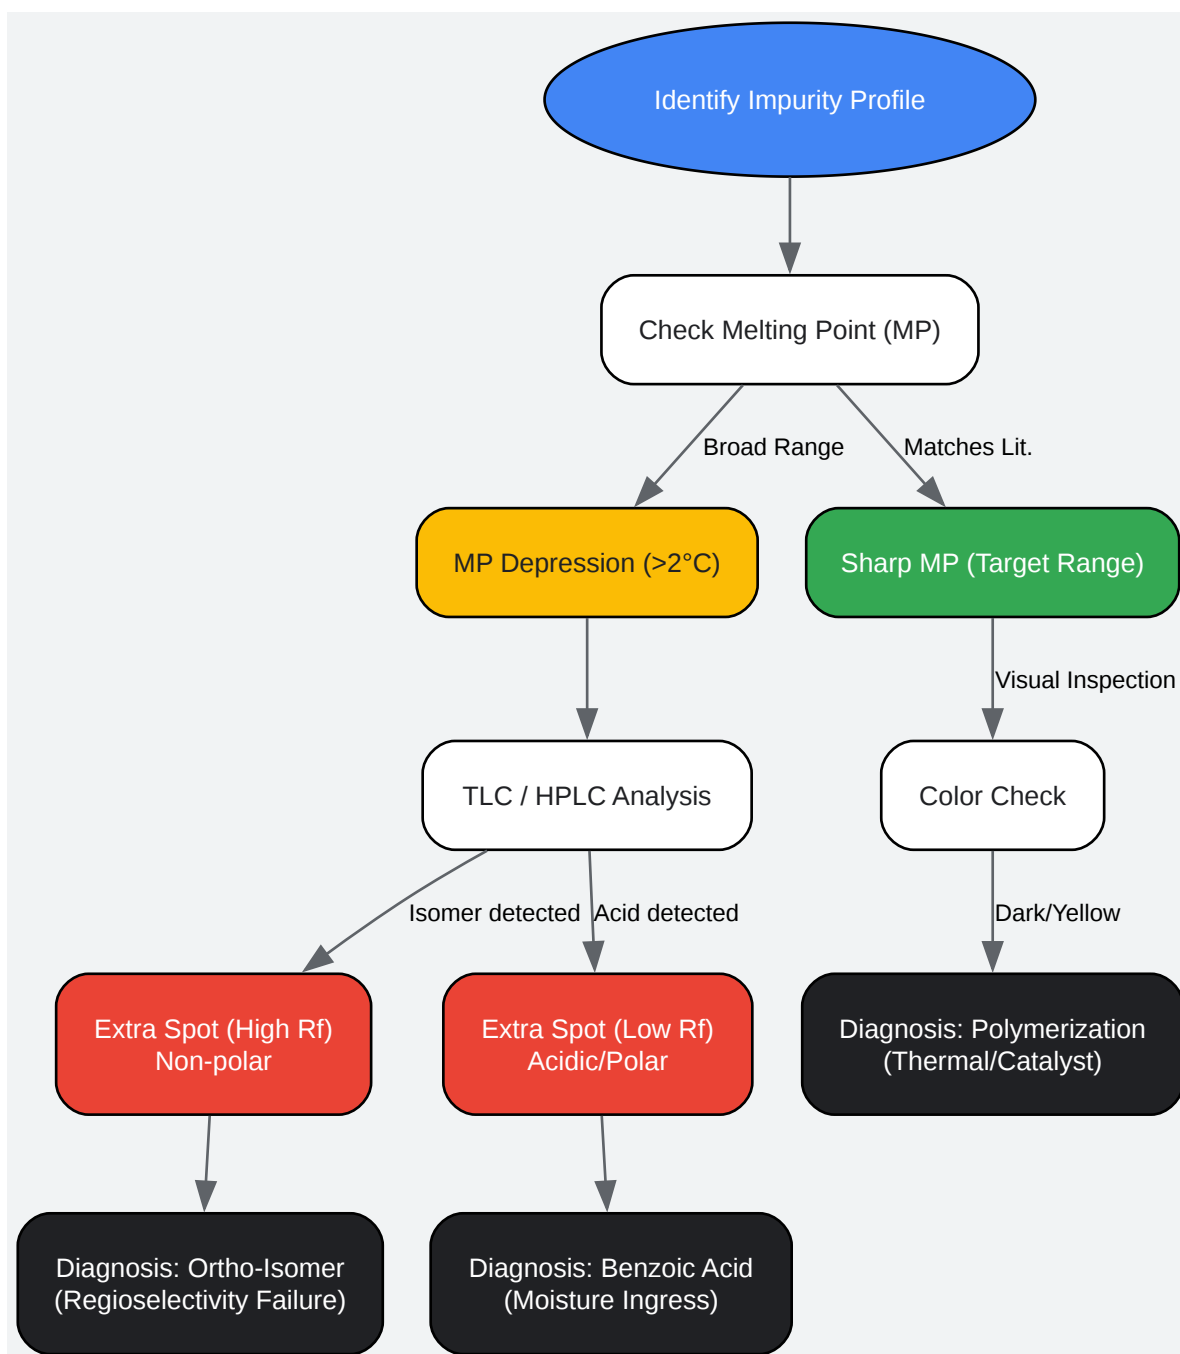 Identify Impurity Profile
Check Melting Point (MP)
Broad Range
Matches Lit.
MP Depression (>2°C)
Sharp MP (Target Range)
Visual Inspection
TLC / HPLC Analysis
Color Check
Isomer detected
Acid detected
Dark/Yellow
Extra Spot (High Rf)
Non-polar
Extra Spot (Low Rf)
Acidic/Polar
Diagnosis: Polymerization
(Thermal/Catalyst)
Diagnosis: Ortho-Isomer
(Regioselectivity Failure)
Diagnosis: Benzoic Acid
(Moisture Ingress)